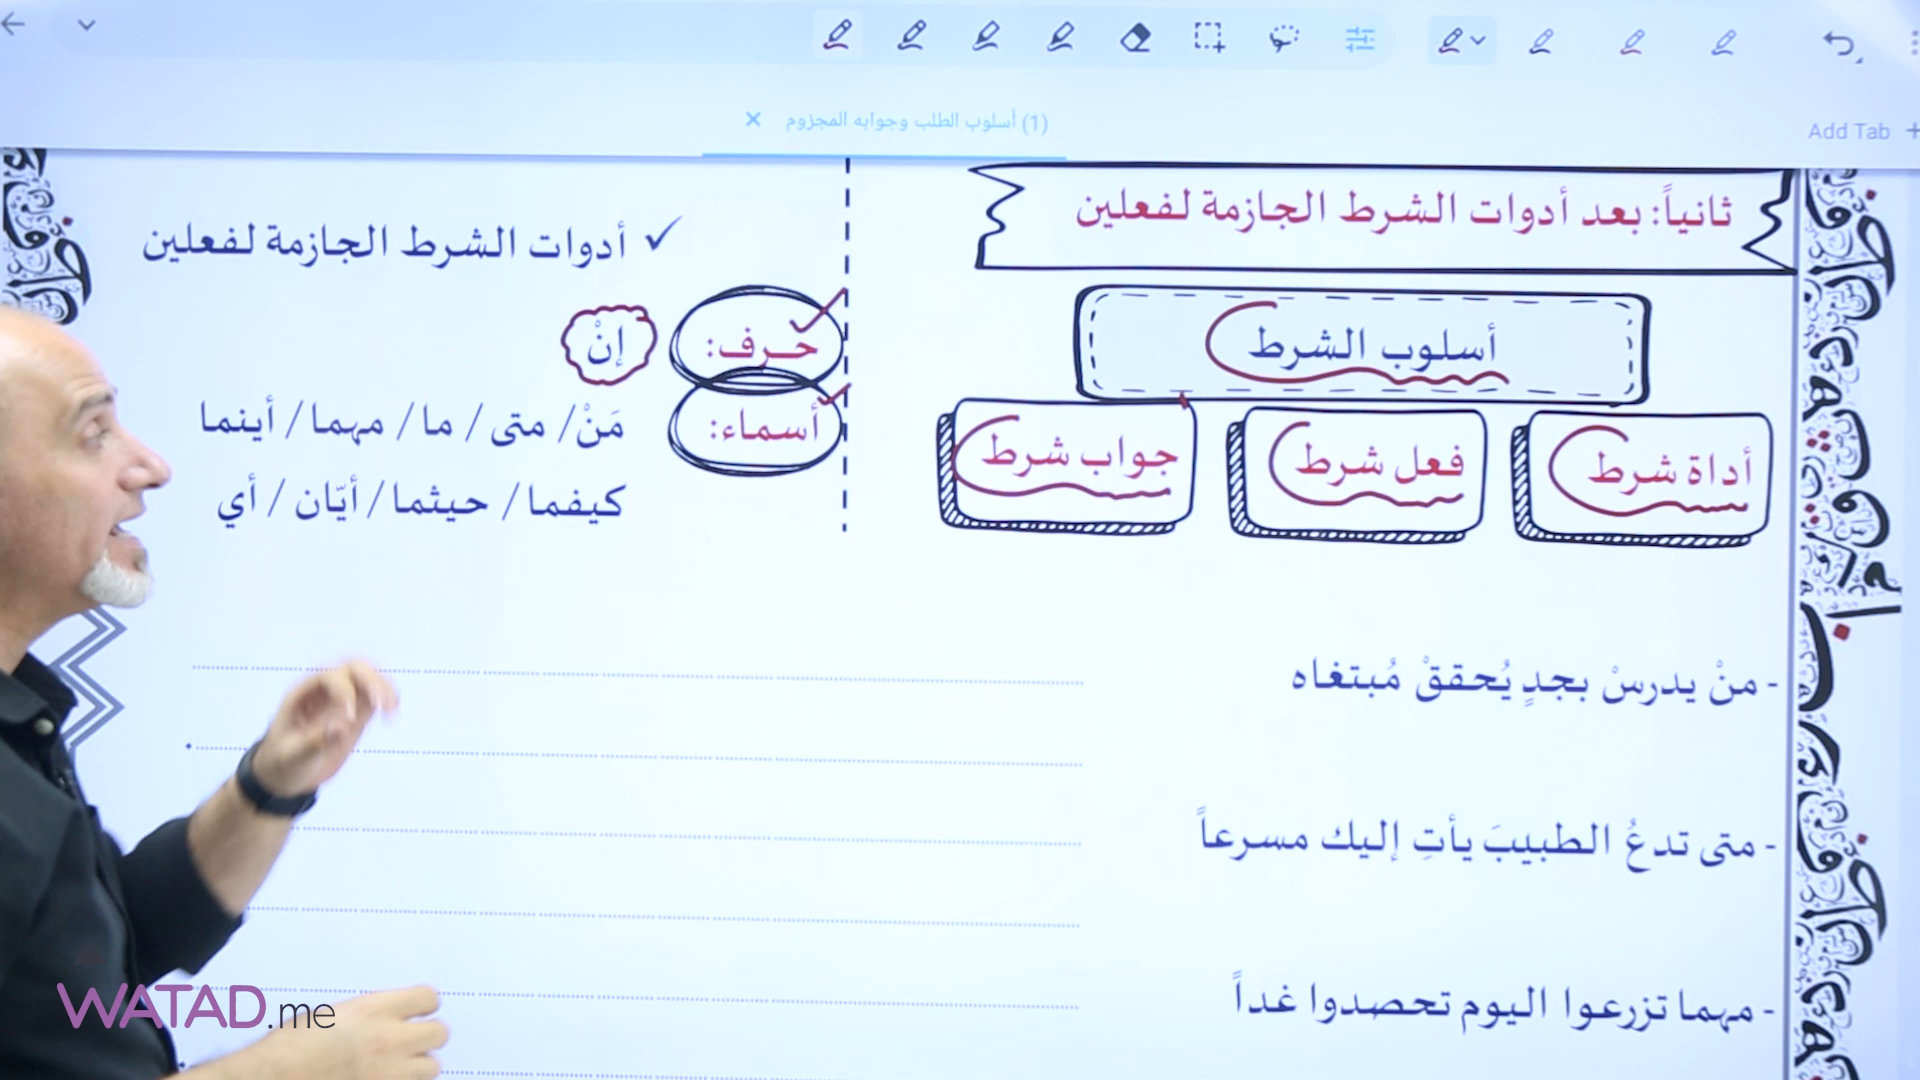 (1) أسلوب الطلب وجوابه المجزوم
Add Tab
ثانياً: بعد أدوات الشرط الجازمة لفعلين
أسلوب الشرط
أداة شرط
فعل شرط
جواب شرط
✓ أدوات الشرط الجازمة لفعلين
حرف: إنْ
أسماء: مَنْ/ متى / ما / مهما / أينما
كيفما / حيثما / أيّان / أي
- منْ يدرسْ بجدٍ يُحققْ مُبتغاه
- متى تدعُ الطبيبَ يأتِ إليك مسرعاً
- مهما تزرعوا اليوم تحصدوا غداً
WATAD.me